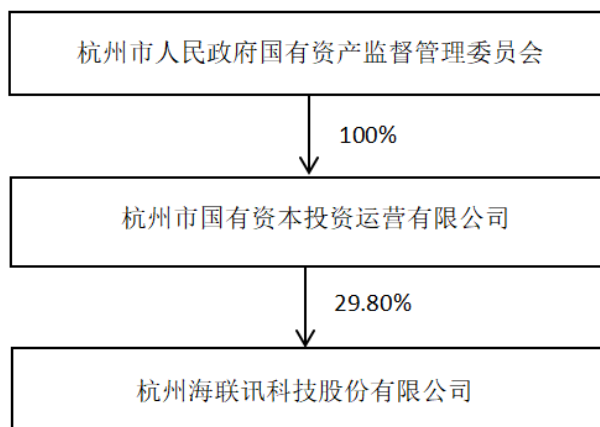 杭州市人民政府国有资产监督管理委员会
100%
杭州市国有资本投资运营有限公司
29.80%
杭州海联讯科技股份有限公司